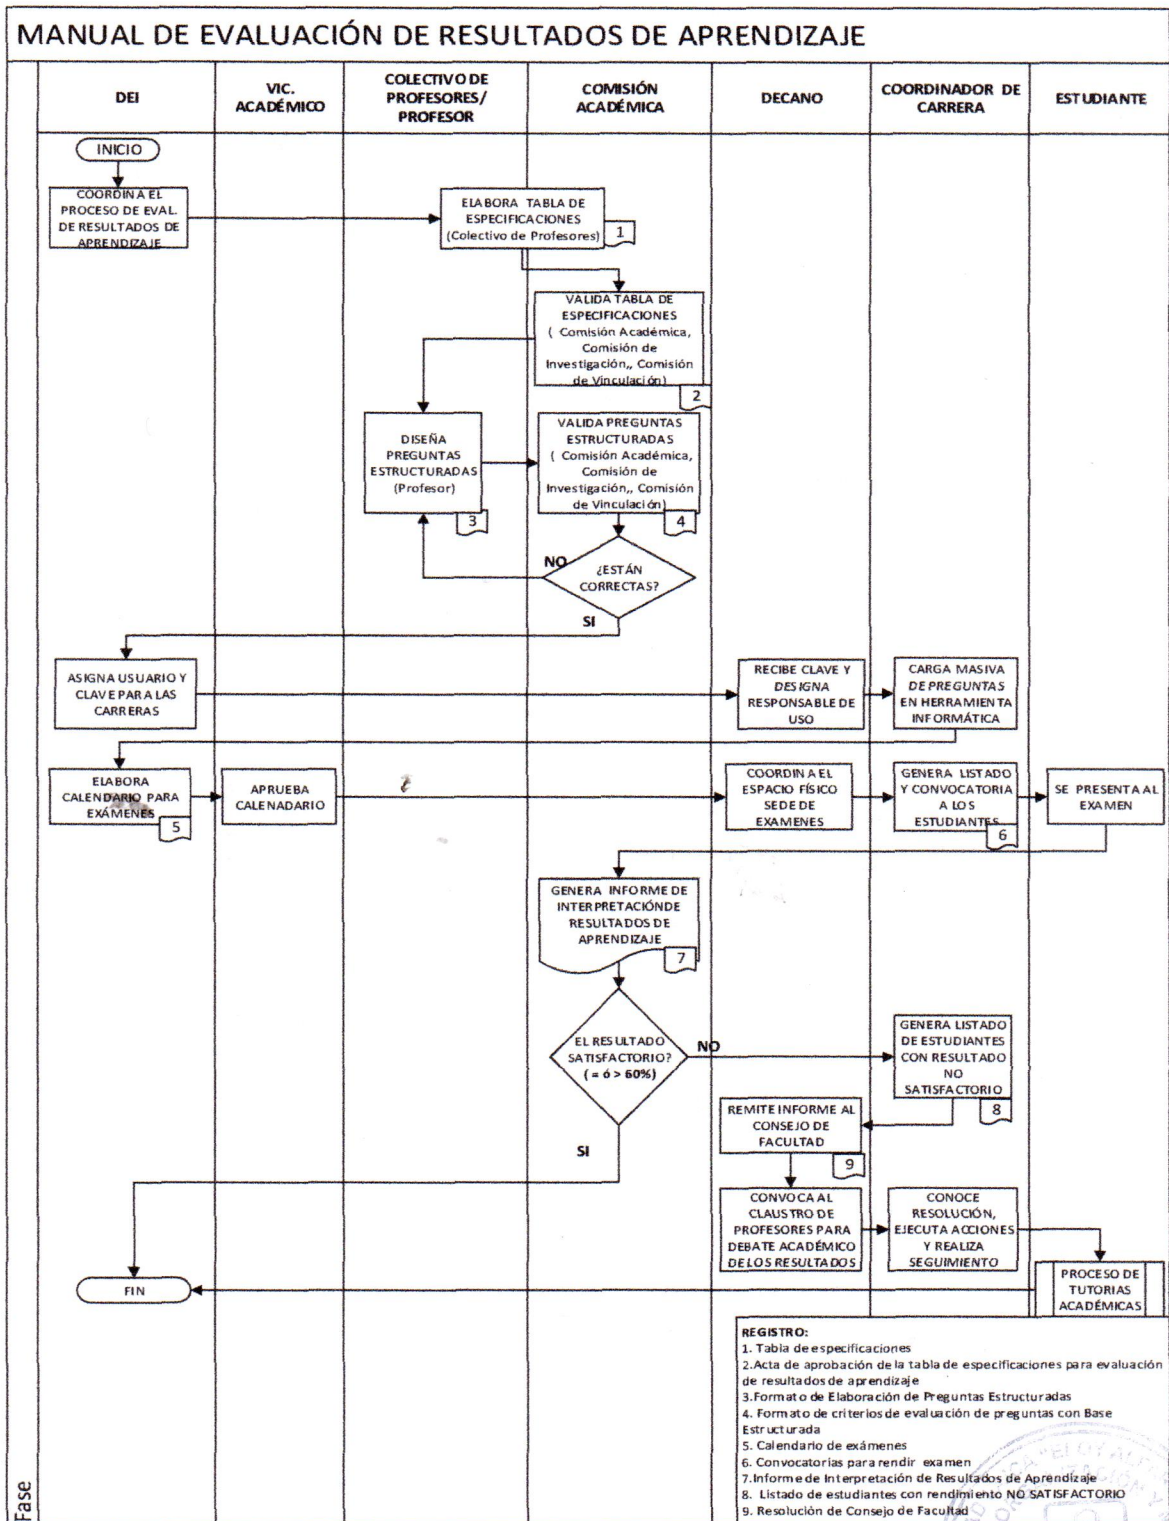 MANUAL DE EVALUACIÓN DE RESULTADOS DE APRENDIZAJE
DEI
VIC.
ACADÉMICO
COLECTIVO DE
PROFESORES/
PROFESOR
COMISIÓN
ACADÉMICA
DECANO
COORDINADOR DE
CARRERA
ESTUDIANTE
INICIO
COORDINA EL
PROCESO DE EVAL.
DE RESULTADOS DE
APRENDIZAJE
ELABORA TABLA DE
ESPECIFICACIONES
(Colectivo de Profesores)
1
VALIDA TABLA DE
ESPECIFICACIONES
( Comisión Académica,
Comisión de
Investigación,, Comisión
de Vinculación)
2
DISEÑA
PREGUNTAS
ESTRUCTURADAS
(Profesor)
3
VALIDA PREGUNTAS
ESTRUCTURADAS
( Comisión Académica,
Comisión de
Investigación,, Comisión
de Vinculación)
4
NO
¿ESTÁN
CORRECTAS?
SI
ASIGNA USUARIO Y
CLAVE PARA LAS
CARRERAS
RECIBE CLAVE Y
DESIGNA
RESPONSABLE DE
USO
CARGA MASIVA
DE PREGUNTAS
EN HERRAMIENTA
INFORMÁTICA
ELABORA
CALENDARIO PARA
EXÁMENES
5
APRUEBA
CALENADARIO
COORDINA EL
ESPACIO FÍSICO
SEDE DE
EXAMENES
GENERA LISTADO
Y CONVOCATORIA
A LOS
ESTUDIANTES
6
SE PRESENTA AL
EXAMEN
GENERA INFORME DE
INTERPRETACIÓNDE
RESULTADOS DE
APRENDIZAJE
7
EL RESULTADO
SATISFACTORIO?
( = ó > 60%)
NO
SI
GENERA LISTADO
DE ESTUDIANTES
CON RESULTADO
NO
SATISFACTORIO
8
REMITE INFORME AL
CONSEJO DE
FACULTAD
9
CONVOCA AL
CLAUSTRO DE
PROFESORES PARA
DEBATE ACADÉMICO
DE LOS RESULTADOS
CONOCE
RESOLUCIÓN,
EJECUTA ACCIONES
Y REALIZA
SEGUIMIENTO
PROCESO DE
TUTORIAS
ACADÉMICAS
FIN
REGISTRO:
1. Tabla de especificaciones
2.Acta de aprobación de la tabla de especificaciones para evaluación
de resultados de aprendizaje
3.Formato de Elaboración de Preguntas Estructuradas
4. Formato de criterios de evaluación de preguntas con Base
Estructurada
5. Calendario de exámenes
6. Convocatorias para rendir examen
7.Informe de Interpretación de Resultados de Aprendizaje
8. Listado de estudiantes con rendimiento NO SATISFACTORIO
9. Resolución de Consejo de Facultad
Fase